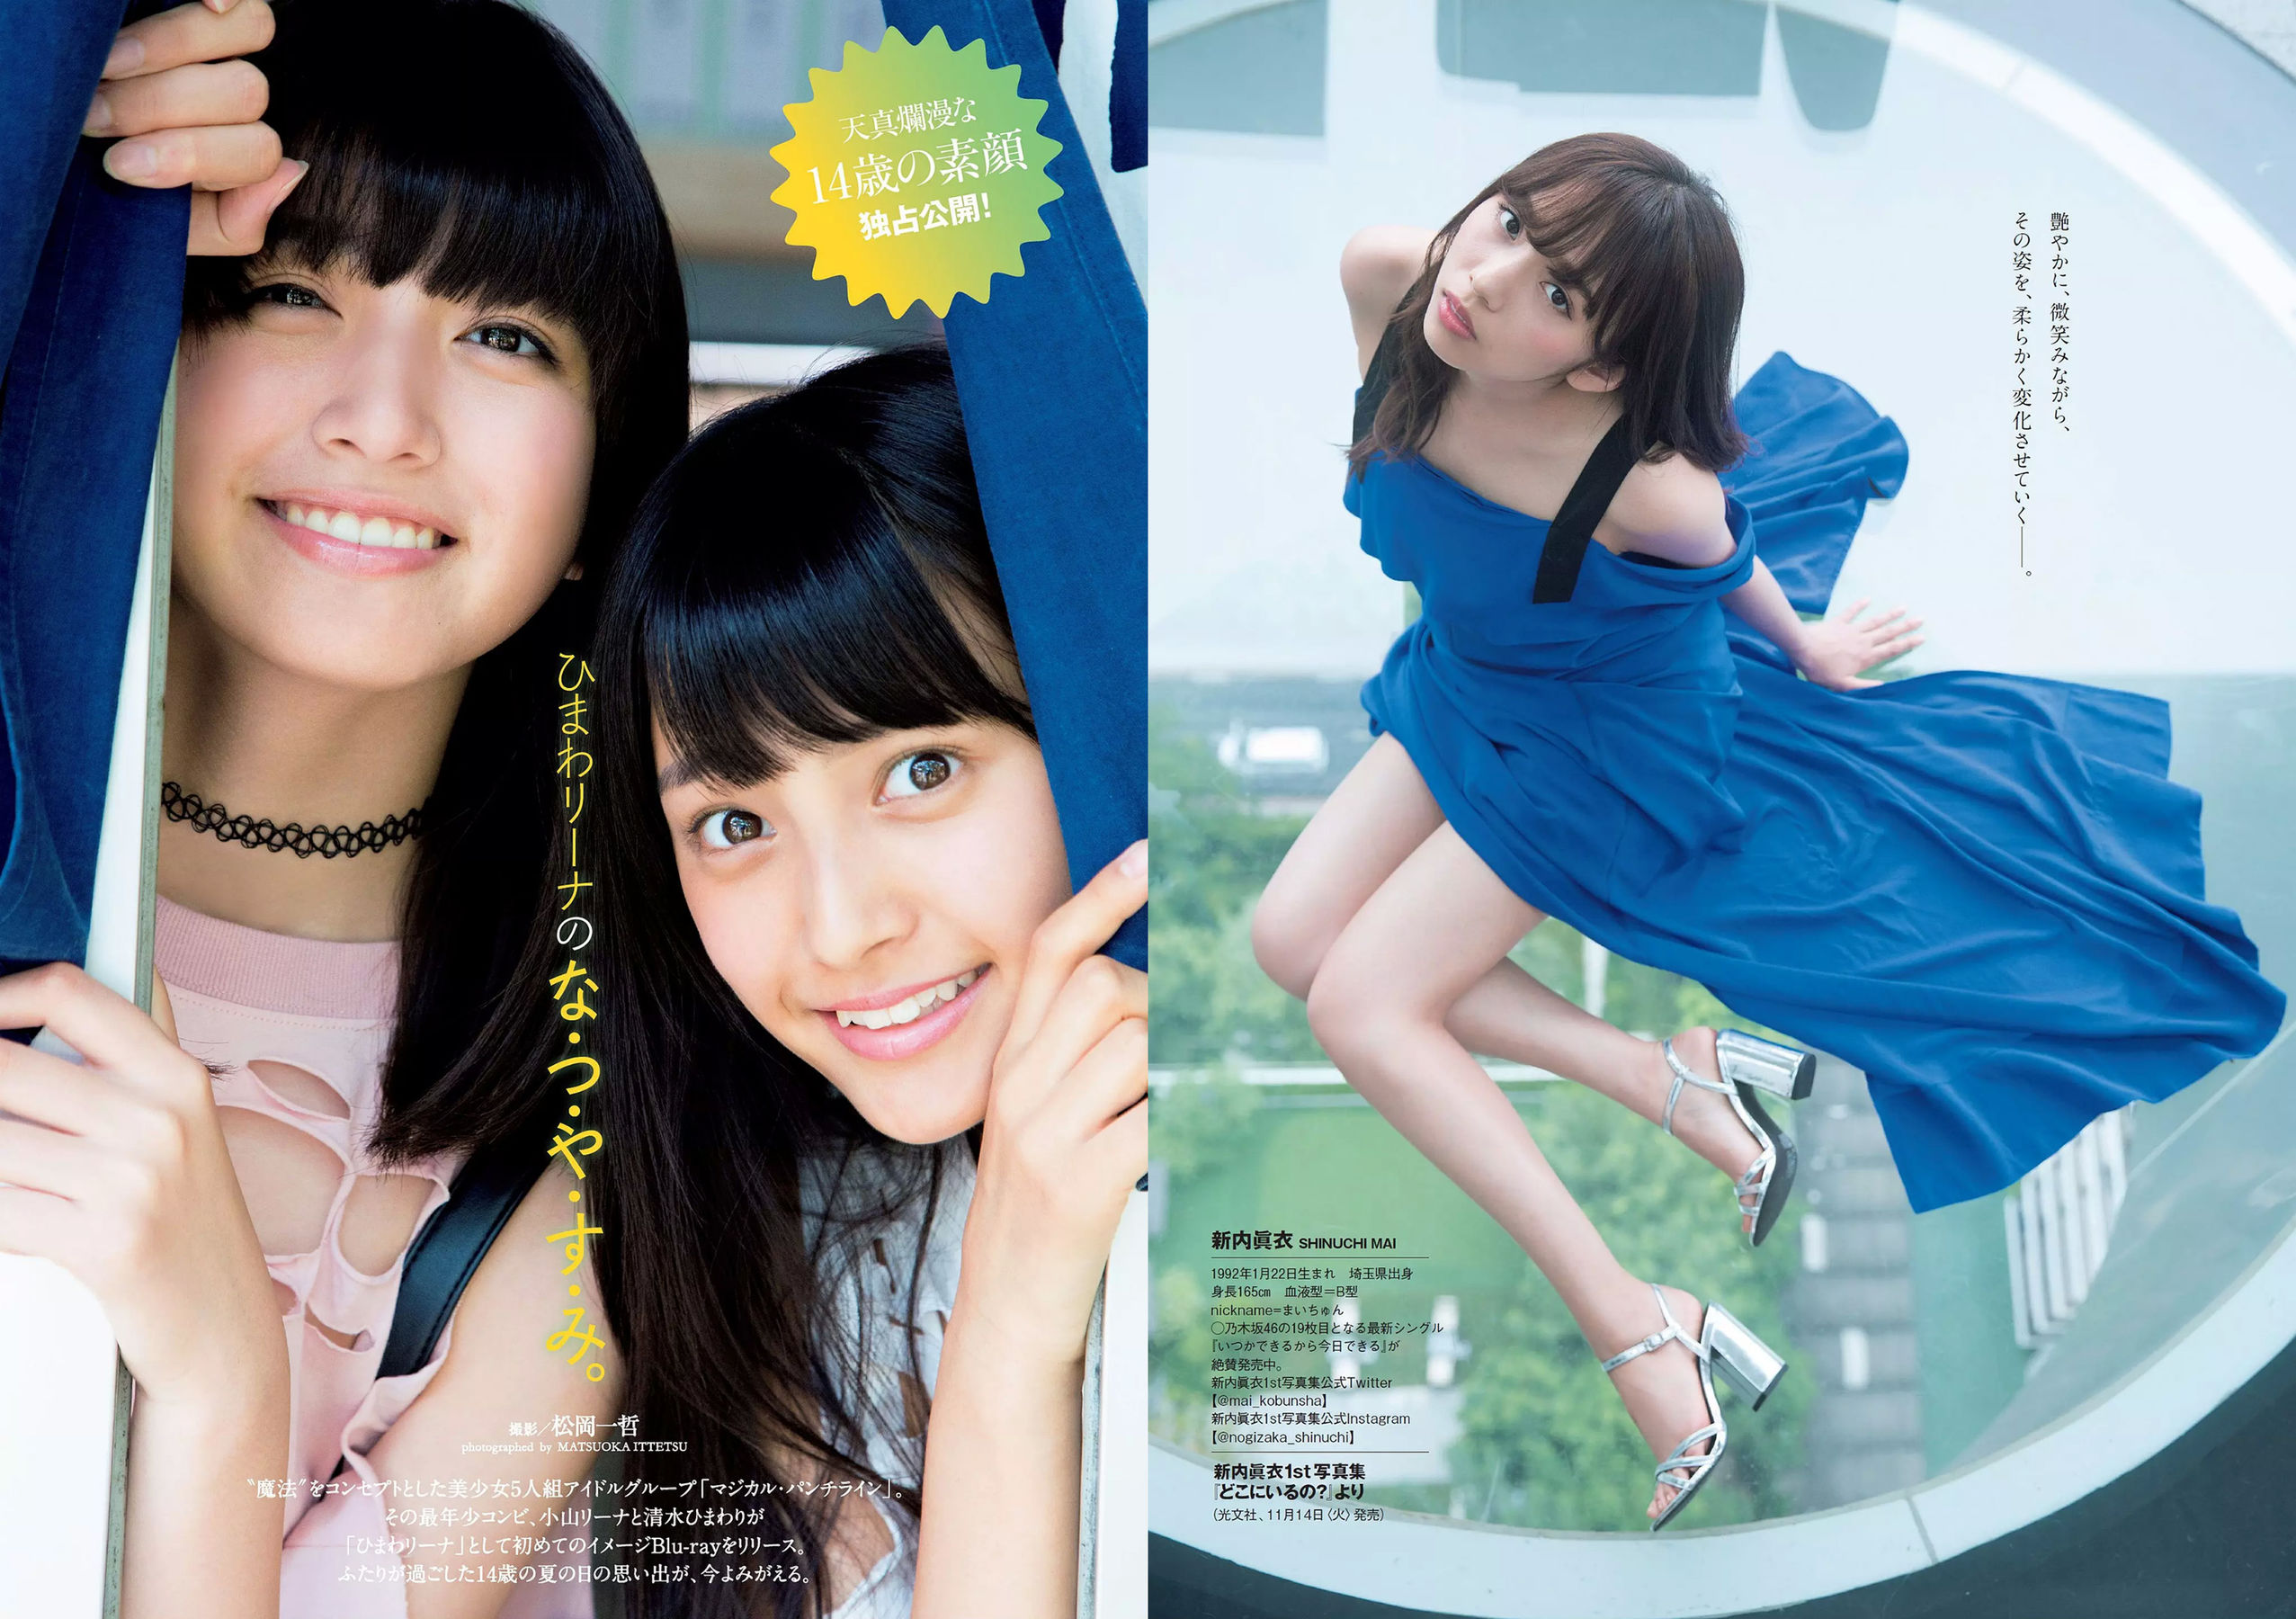 天真爛漫な
14歳の素顔
独占公開!
ひまわリーナのな・つ・や・す・み。
撮影/松岡一哲
photographed by MATSUOKA ITTETSU
“魔法”をコンセプトとした美少女5人組アイドルグループ「マジカル・パンチライン」。
その最年少コンビ、小山リーナと清水ひまわりが
「ひまわリーナ」として初めてのイメージBlu-rayをリリース。
ふたりが過ごした14歳の夏の日の思い出が、今よみがえる。
艶やかに、微笑みながら、
その姿を、柔らかく変化させていく──。
新内眞衣 SHINUCHI MAI
1992年1月22日生まれ 埼玉県出身
身長165㎝ 血液型=B型
nickname=まいちゅん
◯乃木坂46の19枚目となる最新シングル
『いつかできるから今日できる』が
絶賛発売中。
新内眞衣1st写真集公式Twitter
【@mai_kobunsha】
新内眞衣1st写真集公式Instagram
【@nogizaka_shinuchi】
新内眞衣1st写真集
『どこにいるの?』より
(光文社、11月14日〈火〉発売)